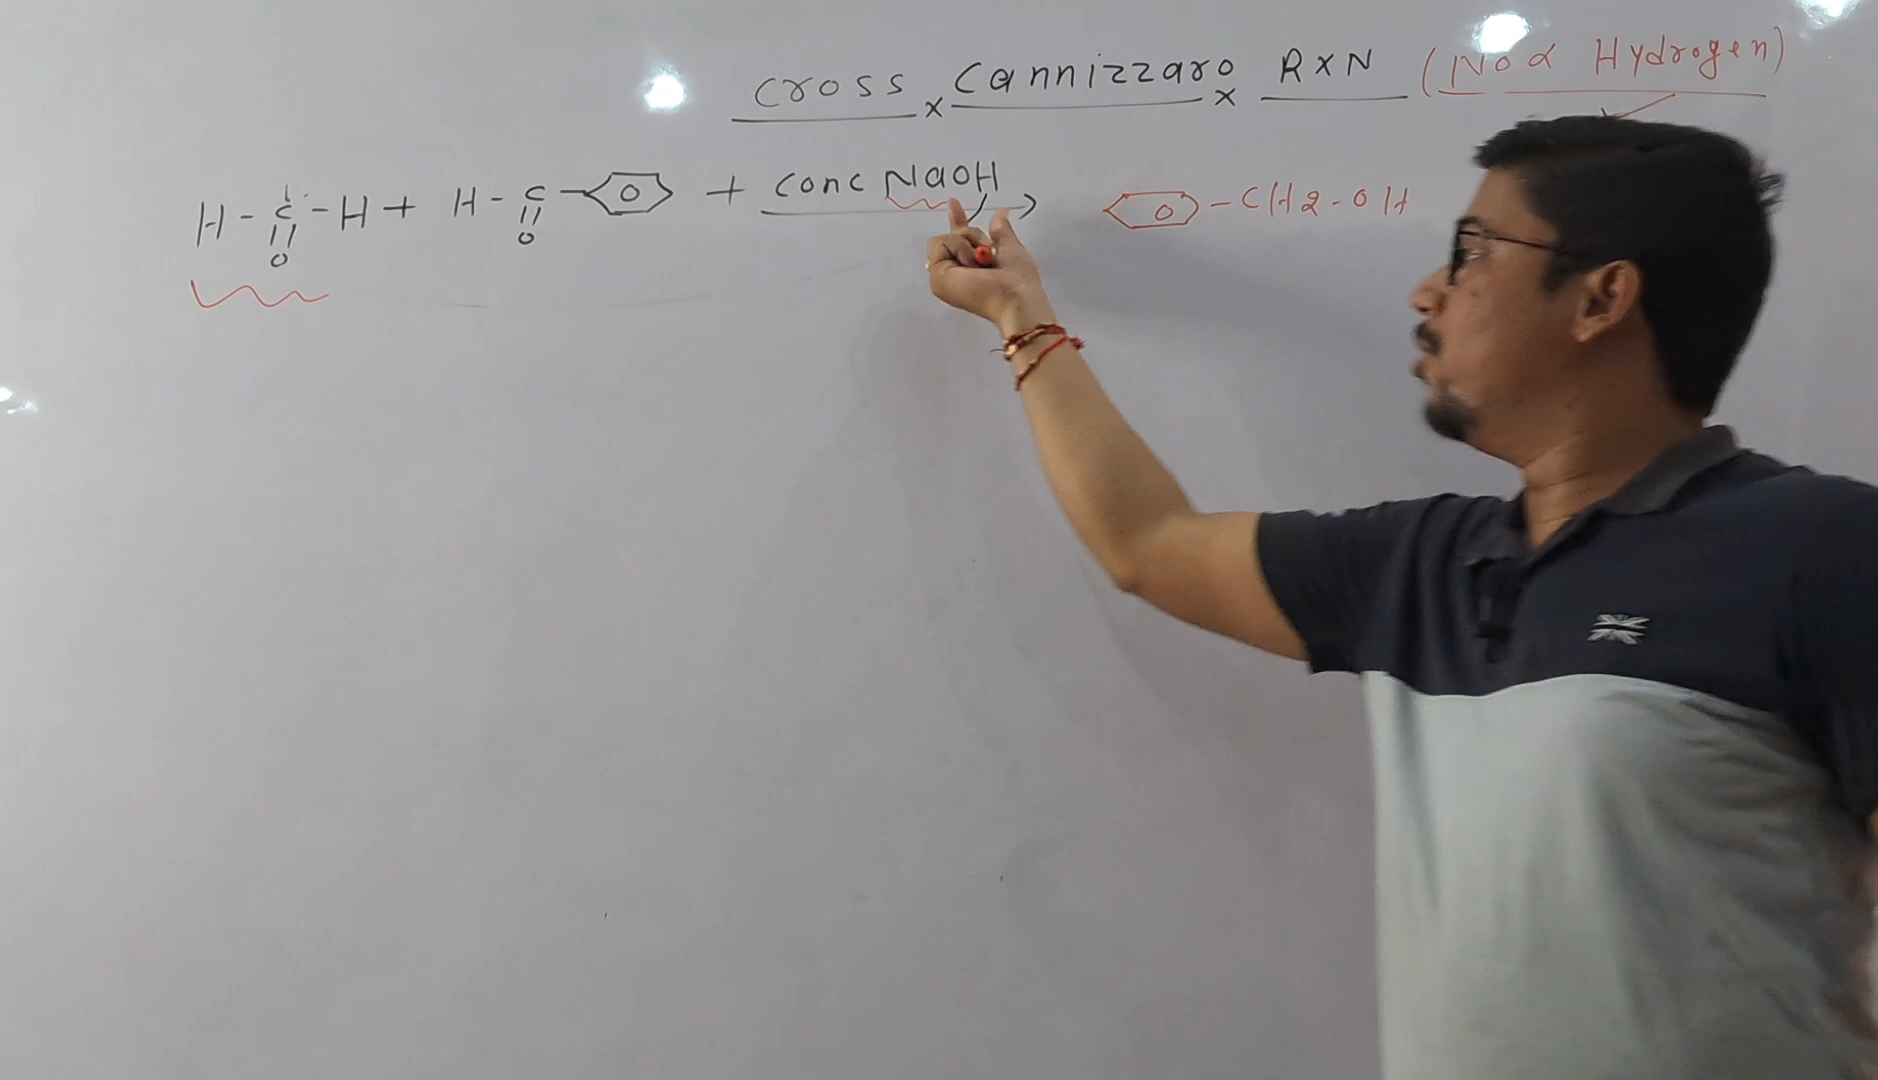 Cross Cannizzaro RXN (No α Hydrogen)
H - C - H + H - C - O + Conc NaOH → O - CH2 - OH
O O